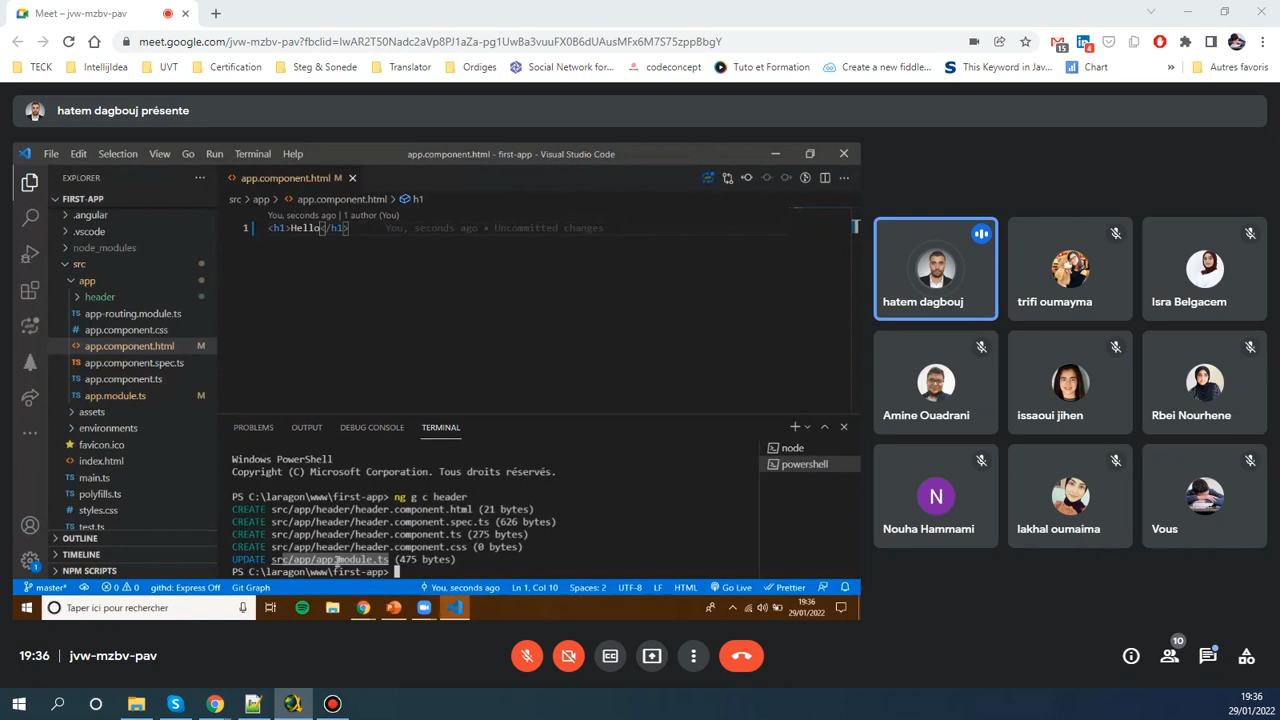 Meet – jvw-mzbv-pav
meet.google.com/jvw-mzbv-pav?fbclid=IwAR2T50Nadc2aVp8PJ1aZa-pg1UwBa3vuuFX0B6dUAusMFx6M7S75zppBgU
15
4
TECK
IntellijIdea
UVT
Certification
Steg & Sonede
Translator
Ordiges
Social Network for...
codeconcept
Tuto et Formation
Create a new fiddle...
This Keyword in Jav...
Chart
»
Autres favoris
hatem dagbouj présente
File Edit Selection View Go Run Terminal Help
app.component.html - first-app - Visual Studio Code
EXPLORER
app.component.html M
FIRST-APP
src > app > app.component.html > h1
.angular
You, seconds ago | 1 author (You)
1 <h1>Hello</h1> You, seconds ago • Uncommitted changes
.vscode
node_modules
src
app
header
app-routing.module.ts
app.component.css
app.component.html M
app.component.spec.ts
app.component.ts
app.module.ts M
assets
environments
favicon.ico
index.html
main.ts
polyfills.ts
styles.css
test.ts
OUTLINE
TIMELINE
NPM SCRIPTS
1
PROBLEMS OUTPUT DEBUG CONSOLE TERMINAL
node
powershell
Windows PowerShell
Copyright (C) Microsoft Corporation. Tous droits réservés.
PS C:\laragon\www\first-app> ng g c header
CREATE src/app/header/header.component.html (21 bytes)
CREATE src/app/header/header.component.spec.ts (626 bytes)
CREATE src/app/header/header.component.ts (275 bytes)
CREATE src/app/header/header.component.css (0 bytes)
UPDATE src/app/app.module.ts (475 bytes)
PS C:\laragon\www\first-app>
master* 0 0 githd: Express Off Git Graph You, seconds ago Ln 1, Col 10 Spaces: 2 UTF-8 LF HTML Go Live Prettier
Taper ici pour rechercher
19:36
29/01/2022
hatem dagbouj
trifi oumayma
Isra Belgacem
Amine Ouadrani
issaoui jihen
Rbei Nourhene
N
Nouha Hammami
lakhal oumaima
Vous
19:36 | jvw-mzbv-pav
10
19:36
29/01/2022